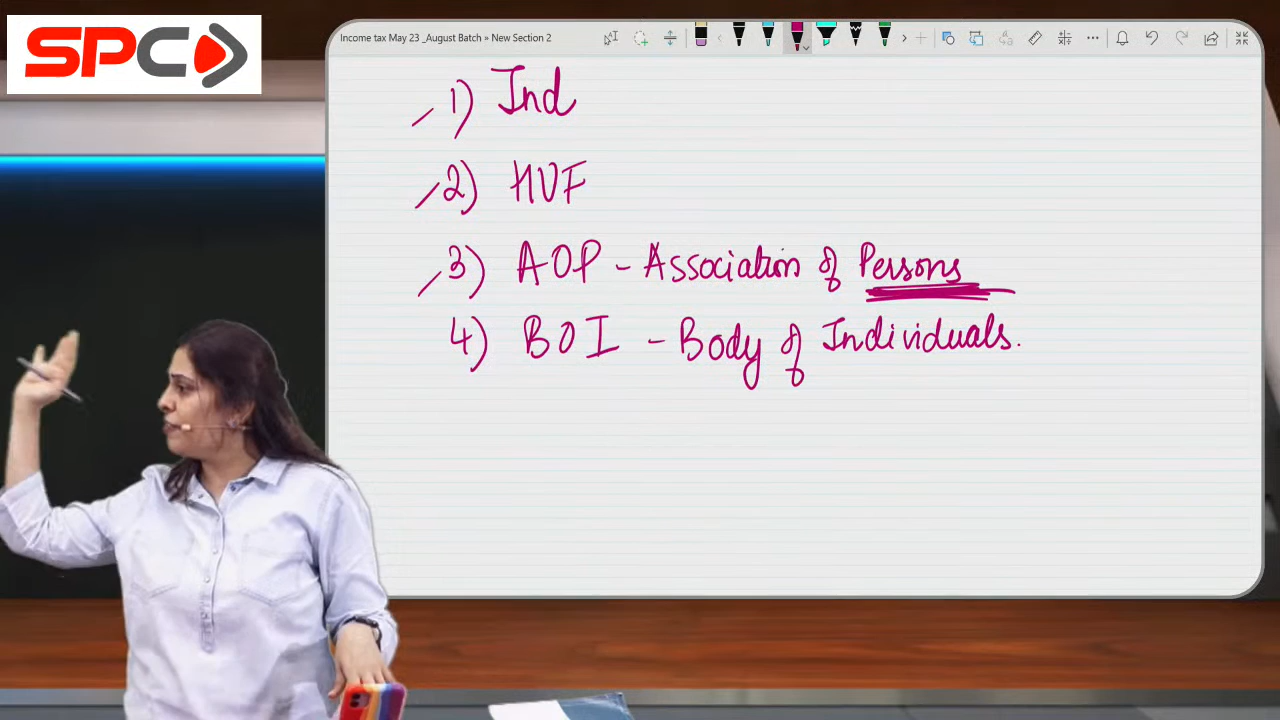 SPC
Income tax May 23 _August Batch » New Section 2
1) Ind
2) HUF
3) AOP - Association of Persons
4) BOI - Body of Individuals.